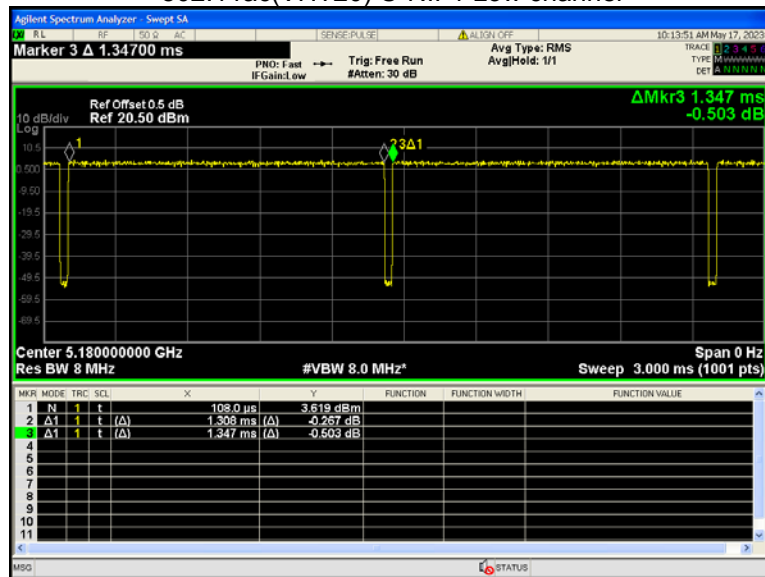 Agilent Spectrum Analyzer - Swept SA
RL RF 50 Ω AC SENSE:PULSE ALIGN OFF 10:13:51 AM May 17, 2023
Marker 3 Δ 1.34700 ms
PNO: Fast
IFGain:Low
Trig: Free Run
#Atten: 30 dB
Avg Type: RMS
Avg|Hold: 1/1
TRACE 1 2 3 4 5 6
TYPE M
DET A N N N N N
ΔMkr3 1.347 ms
-0.503 dB
Ref Offset 0.5 dB
10 dB/div Ref 20.50 dBm
Log
10.5
0.500
-9.50
-19.5
-29.5
-39.5
-49.5
-59.5
-69.5
1
23Δ1
Center 5.180000000 GHz Span 0 Hz
Res BW 8 MHz #VBW 8.0 MHz* Sweep 3.000 ms (1001 pts)
MKR MODE TRC SCL X Y FUNCTION FUNCTION WIDTH FUNCTION VALUE
1 N 1 t 108.0 µs 3.619 dBm
2 Δ1 1 t (Δ) 1.308 ms (Δ) -0.267 dB
3 Δ1 1 t (Δ) 1.347 ms (Δ) -0.503 dB
4
5
6
7
8
9
10
11
MSG STATUS